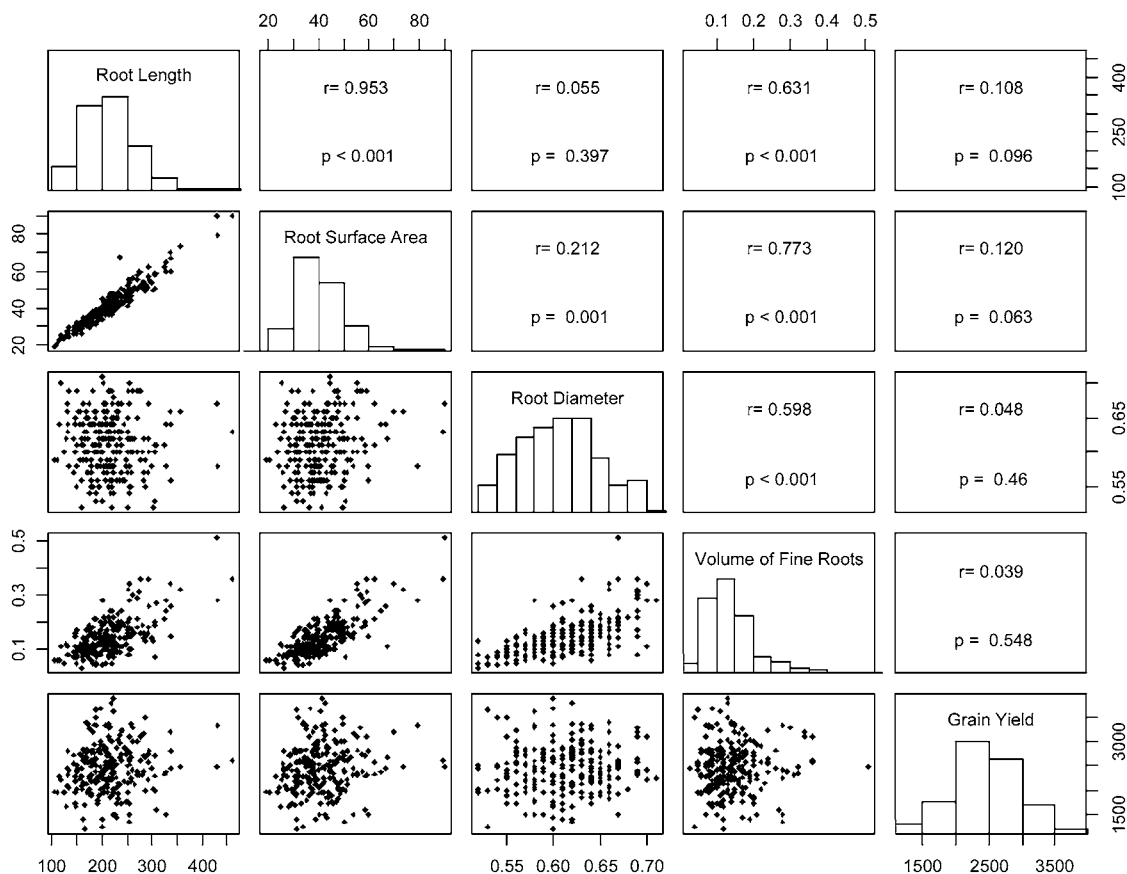 20 40 60 80 0.1 0.2 0.3 0.4 0.5
Root Length
r= 0.953
r= 0.055
r= 0.631
r= 0.108
p < 0.001
p = 0.397
p < 0.001
p = 0.096
100 250 400
Root Surface Area
r= 0.212
r= 0.773
r= 0.120
p = 0.001
p < 0.001
p = 0.063
20 40 60 80
Root Diameter
r= 0.598
r= 0.048
p < 0.001
p = 0.46
0.55 0.65
Volume of Fine Roots
r= 0.039
p = 0.548
0.1 0.3 0.5
Grain Yield
1500 3000
100 200 300 400 0.55 0.60 0.65 0.70 1500 2500 3500